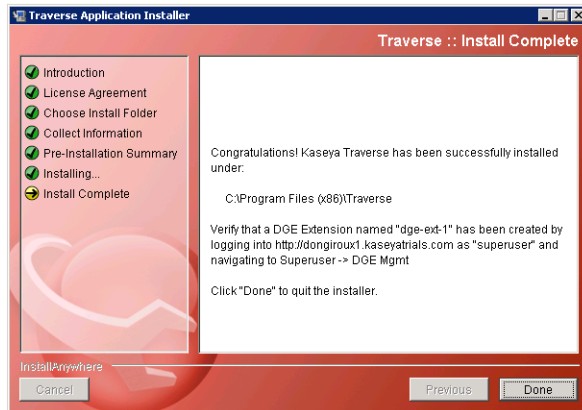 Traverse Application Installer
Traverse :: Install Complete
Introduction
License Agreement
Choose Install Folder
Collect Information
Pre-Installation Summary
Installing...
Install Complete
Congratulations! Kaseya Traverse has been successfully installed
under:
C:\Program Files (x86)\Traverse
Verify that a DGE Extension named "dge-ext-1" has been created by
logging into http://dongiroux1.kaseyatrials.com as "superuser" and
navigating to Superuser -> DGE Mgmt
Click "Done" to quit the installer.
InstallAnywhere
Cancel
Previous
Done